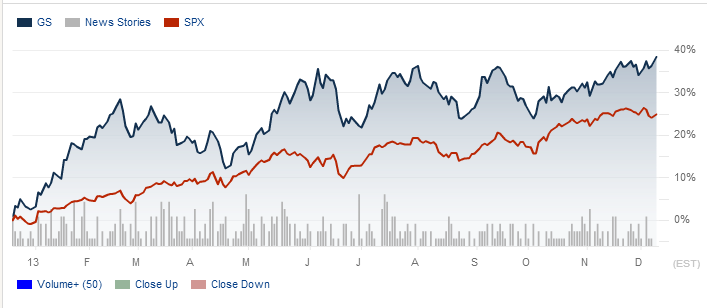 GS News Stories SPX
40%
30%
20%
10%
0%
13 F M A M J J A S O N D (EST)
Volume+ (50) Close Up Close Down